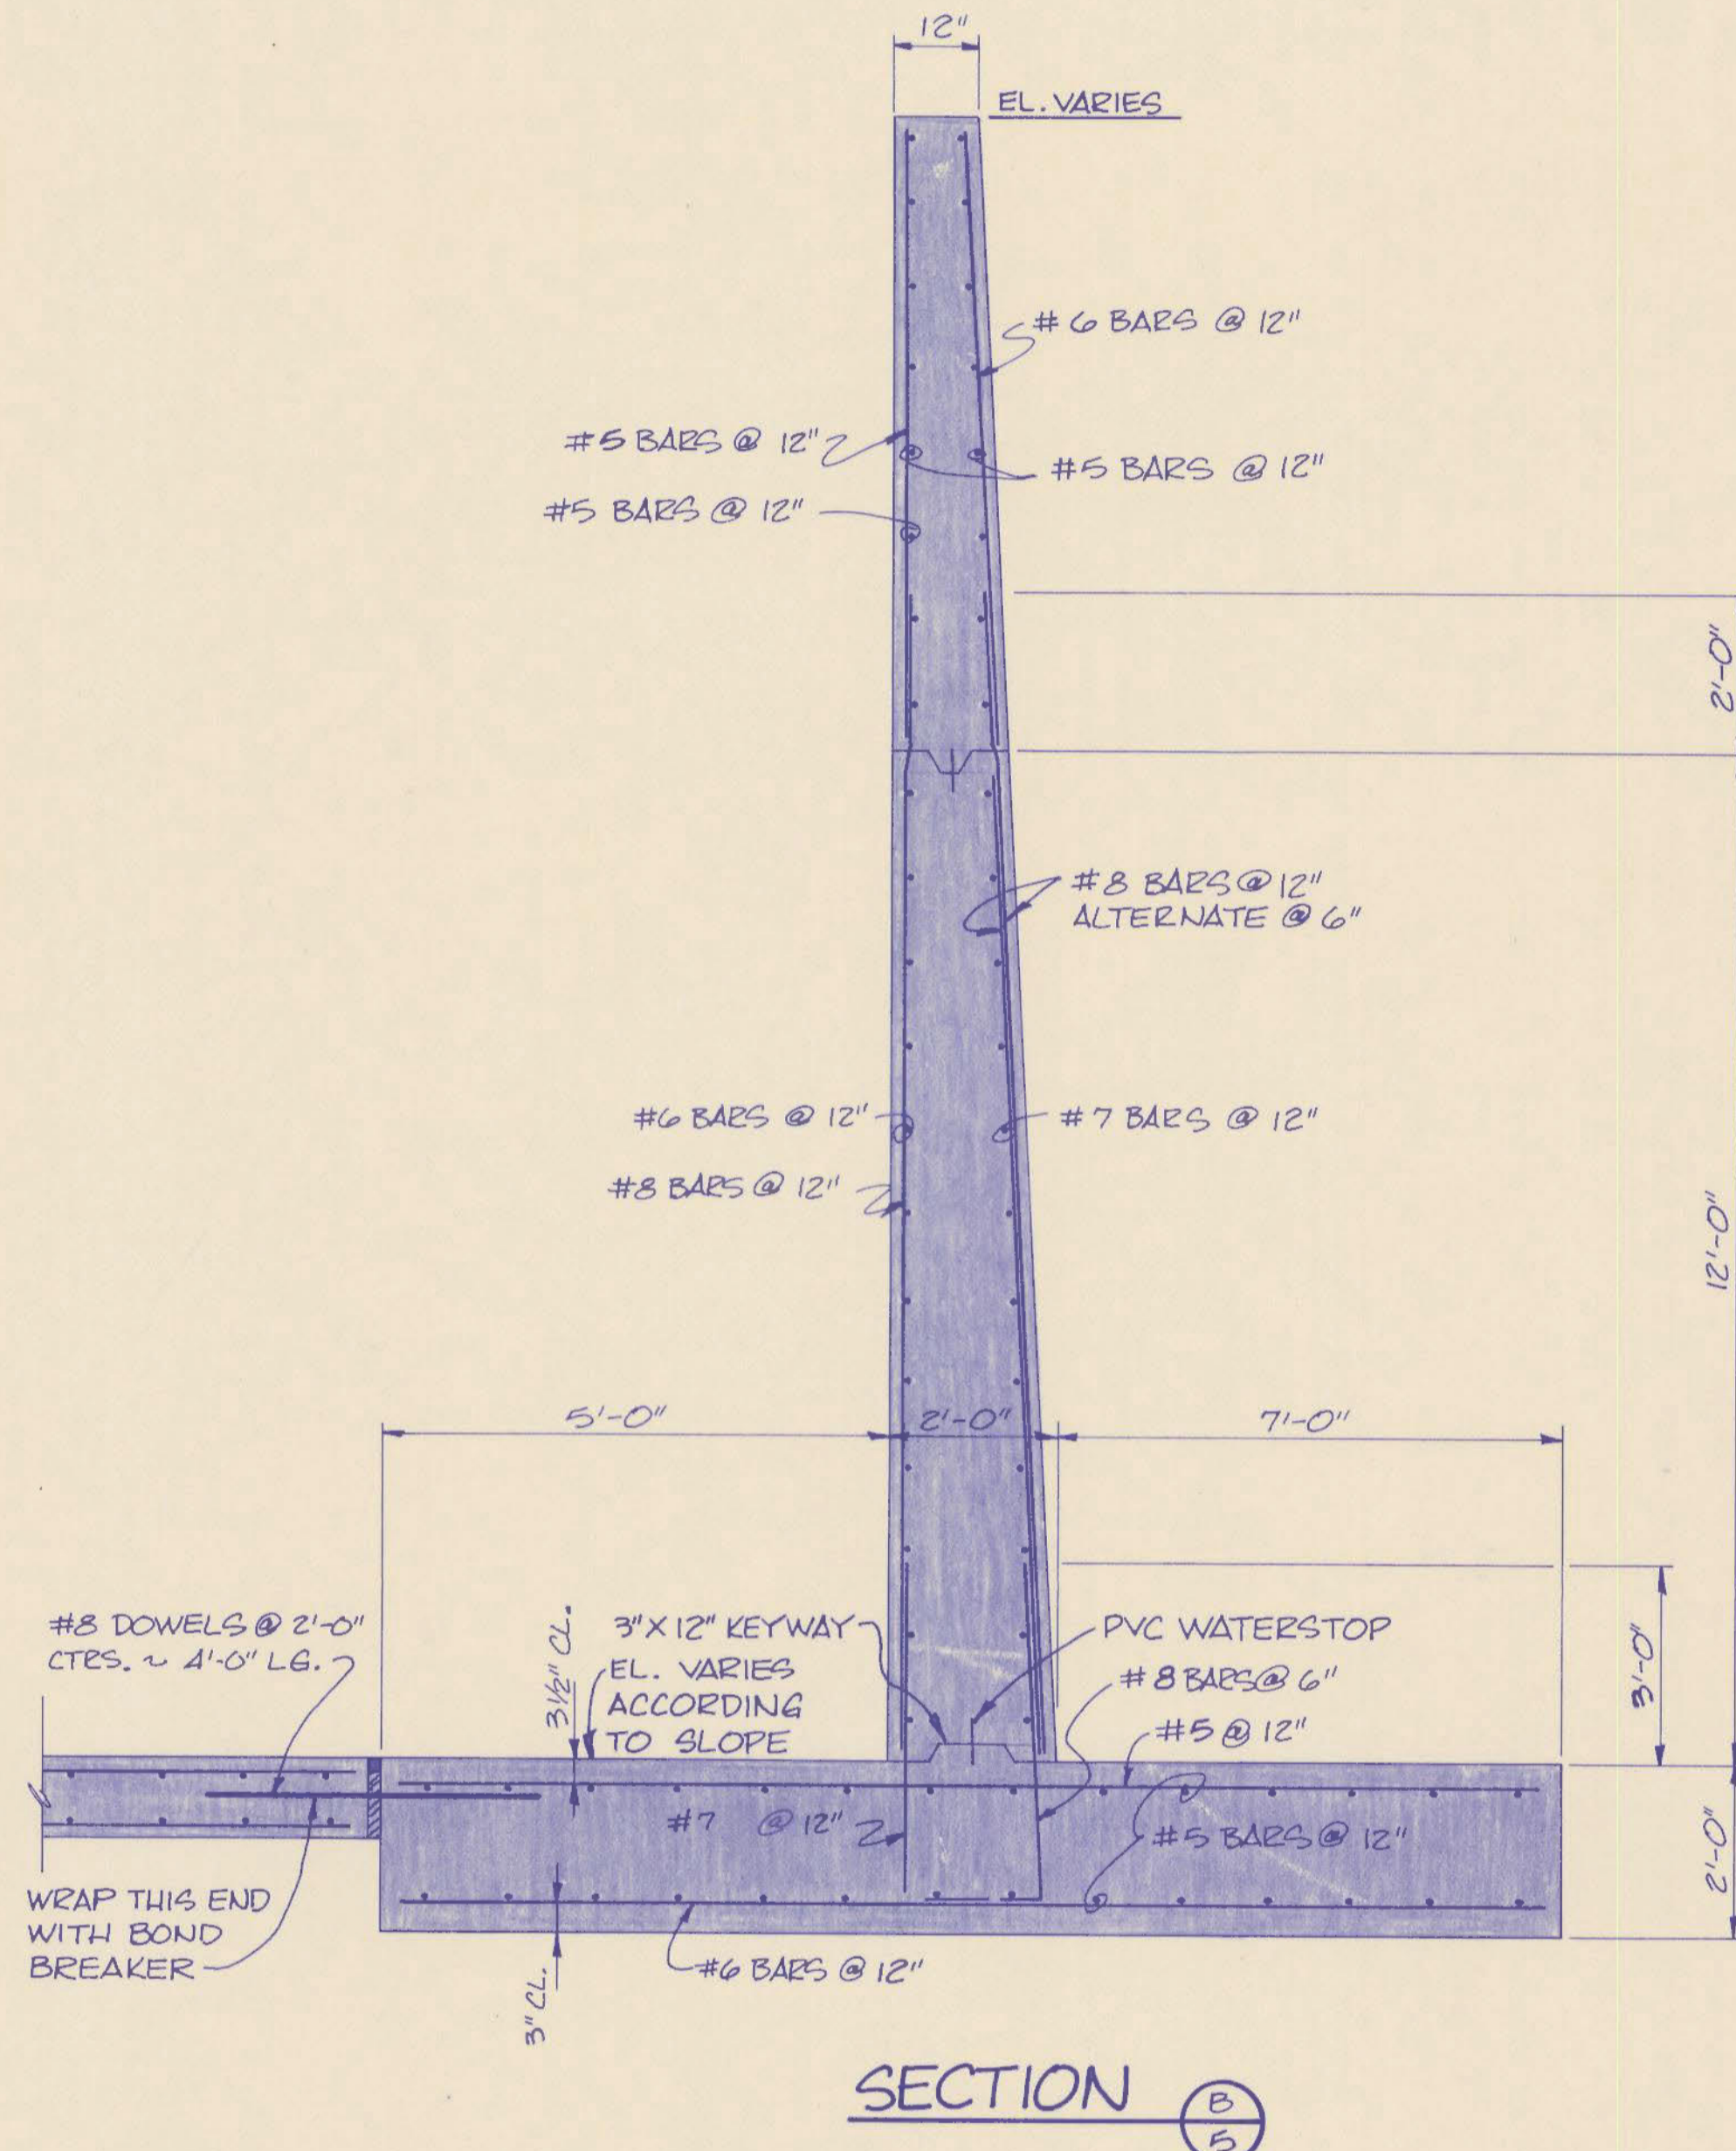 12"
EL. VARIES
# 6 BARS @ 12"
#5 BARS @ 12"
#5 BARS @ 12"
#5 BARS @ 12"
2'-0"
#8 BARS @ 12"
ALTERNATE @ 6"
#6 BARS @ 12"
# 7 BARS @ 12"
#8 BARS @ 12"
12'-0"
5'-0"
2'-0"
7'-0"
#8 DOWELS @ 2'-0"
CTRS. ~ 4'-0" LG.
3½" CL.
3" X 12" KEYWAY
EL. VARIES
ACCORDING
TO SLOPE
PVC WATERSTOP
# 8 BARS @ 6"
#5 @ 12"
3'-0"
#7 @ 12"
#5 BARS @ 12"
2'-0"
WRAP THIS END
WITH BOND
BREAKER
#6 BARS @ 12"
3" CL.
SECTION
B
5